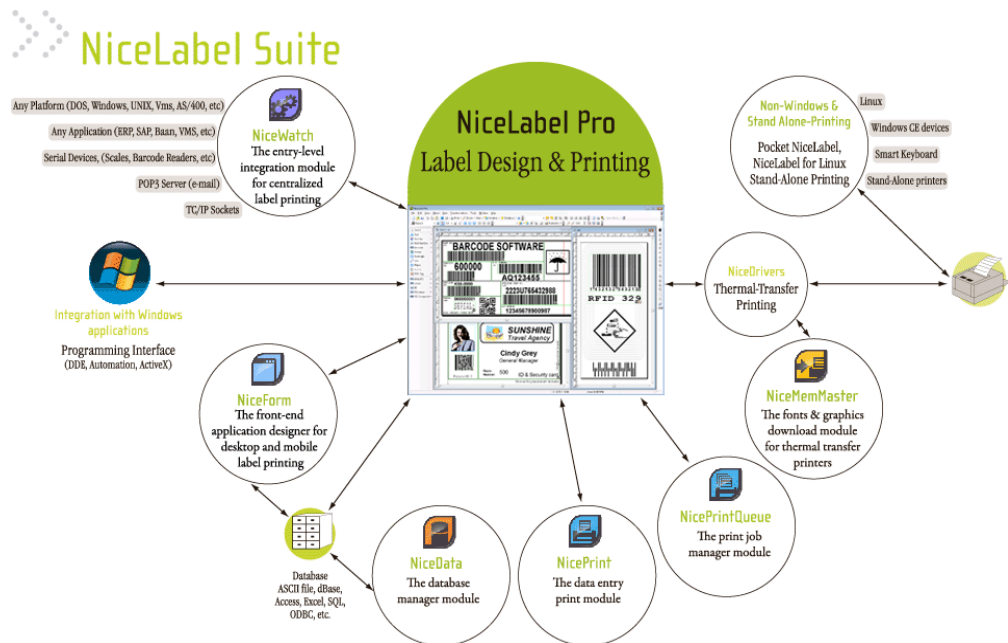 NiceLabel Suite
Any Platform (DOS, Windows, UNIX, Vms, AS/400, etc)
Any Application (ERP, SAP, Baan, VMS, etc)
Serial Devices, (Scales, Barcode Readers, etc)
POP3 Server (e-mail)
TC/IP Sockets
NiceWatch
The entry-level
integration module
for centralized
label printing
NiceLabel Pro
Label Design & Printing
Non-Windows &
Stand Alone-Printing
Pocket NiceLabel,
NiceLabel for Linux
Stand-Alone Printing
Linux
Windows CE devices
Smart Keyboard
Stand-Alone printers
Integration with Windows
applications
Programming Interface
(DDE, Automation, ActiveX)
BARCODE SOFTWARE
600000
AQ123455
2223U765432988
12345678900987
RFID 329
SUNSHINE
Travel Agency
Cindy Grey
General Manager
500
ID & Security card
NiceDrivers
Thermal-Transfer
Printing
NiceForm
The front-end
application designer for
desktop and mobile
label printing
NiceMemMaster
The fonts & graphics
download module
for thermal transfer
printers
Database
ASCII file, dBase,
Access, Excel, SQL,
ODBC, etc.
NiceData
The database
manager module
NicePrint
The data entry
print module
NicePrintQueue
The print job
manager module